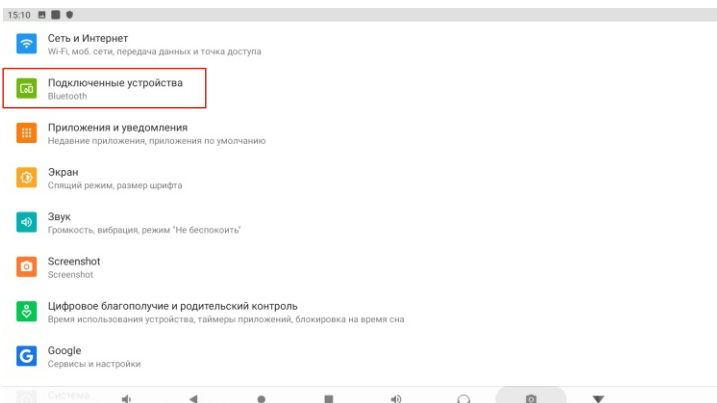 15:10
Сеть и Интернет
Wi-Fi, моб. сети, передача данных и точка доступа
Подключенные устройства
Bluetooth
Приложения и уведомления
Недавние приложения, приложения по умолчанию
Экран
Спящий режим, размер шрифта
Звук
Громкость, вибрация, режим "Не беспокоить"
Screenshot
Screenshot
Цифровое благополучие и родительский контроль
Время использования устройства, таймеры приложений, блокировка на время сна
Google
Сервисы и настройки
Система